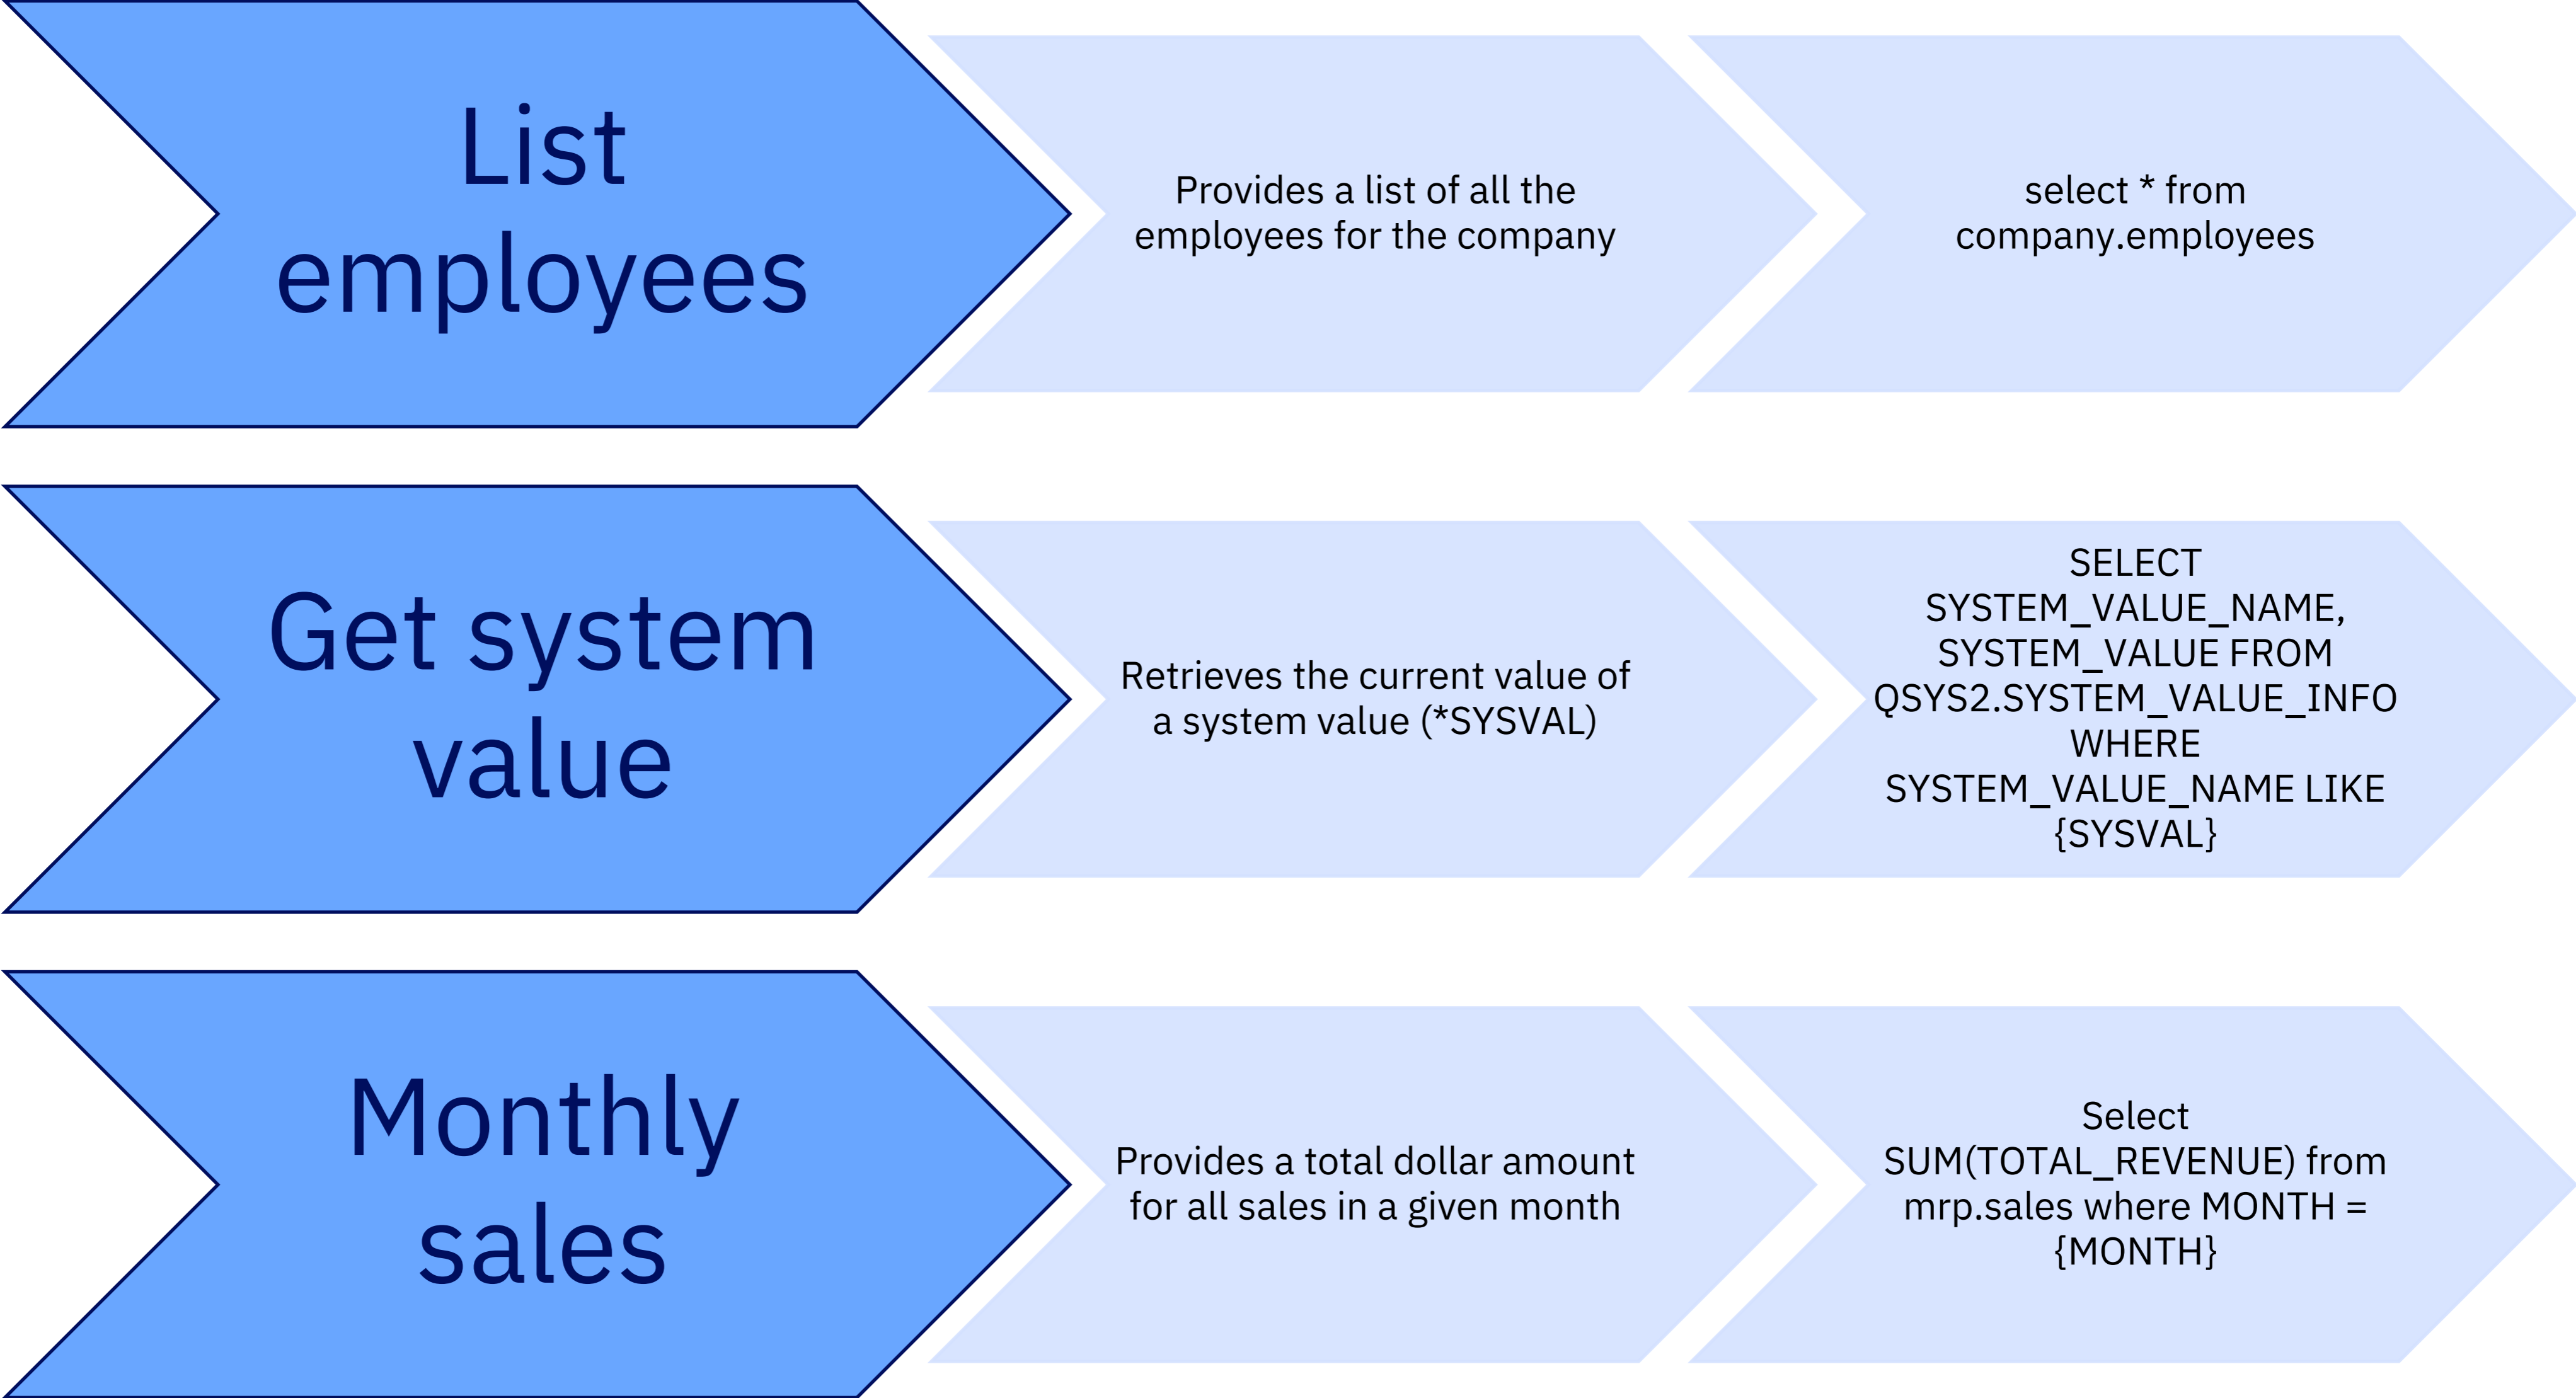 List
employees
Provides a list of all the
employees for the company
select * from
company.employees
Get system
value
Retrieves the current value of
a system value (*SYSVAL)
SELECT
SYSTEM_VALUE_NAME,
SYSTEM_VALUE FROM
QSYS2.SYSTEM_VALUE_INFO
WHERE
SYSTEM_VALUE_NAME LIKE
{SYSVAL}
Monthly
sales
Provides a total dollar amount
for all sales in a given month
Select
SUM(TOTAL_REVENUE) from
mrp.sales where MONTH =
{MONTH}